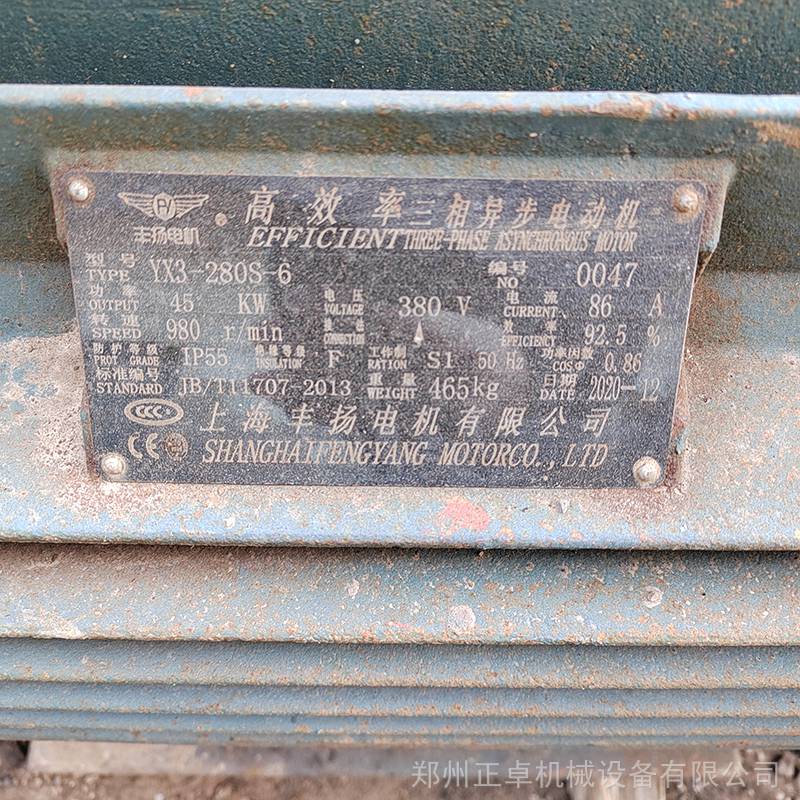 高效率三相异步电动机
丰扬电机 EFFICIENT THREE-PHASE ASYNCHRONOUS MOTOR
型号 TYPE YX3-280S-6 编号 NO 0047
功率 OUTPUT 45 KW 电压 VOLTAGE 380 V 电流 CURRENT 86 A
转速 SPEED 980 r/min 接法 CONNECTION 效率 EFFICIENCY 92.5 %
防护等级 PROT GRADE IP55 绝缘等级 INSULATION F 工作制 RATION S1 50 Hz 功率因数 COSΦ 0.86
标准编号 STANDARD JB/T11707-2013 重量 WEIGHT 465kg 日期 DATE 2020-12
上海丰扬电机有限公司
CE SHANGHAIFENGYANG MOTORCO.,LTD
郑州正卓机械设备有限公司